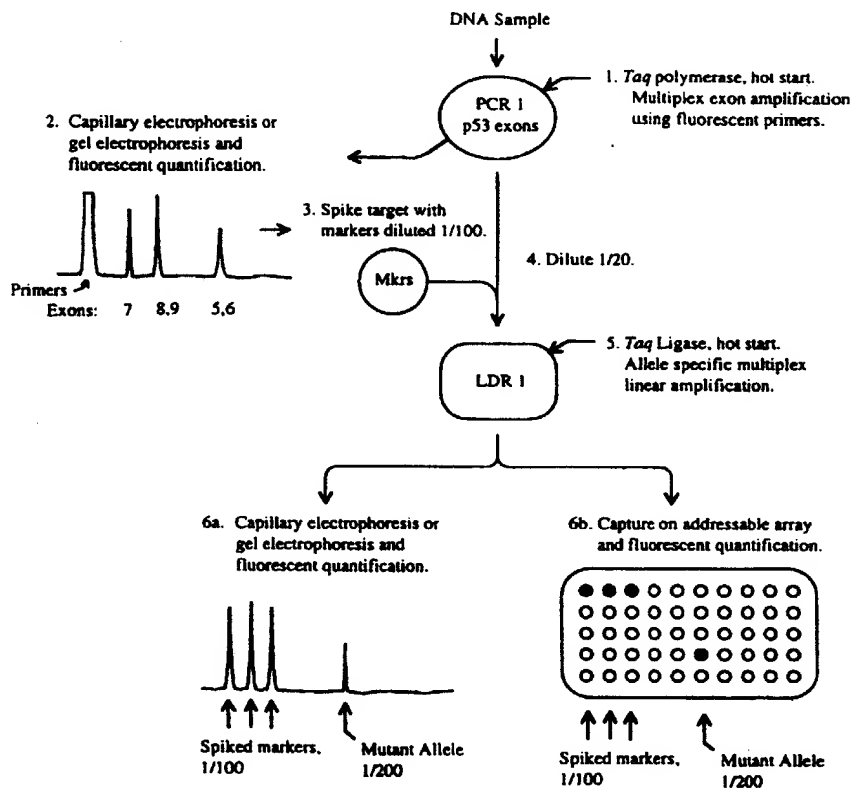 DNA Sample
PCR 1
p53 exons
1. Taq polymerase, hot start.
Multiplex exon amplification
using fluorescent primers.
2. Capillary electrophoresis or
gel electrophoresis and
fluorescent quantification.
3. Spike target with
markers diluted 1/100.
4. Dilute 1/20.
Mkrs
Primers
Exons: 7 8,9 5,6
5. Taq Ligase, hot start.
Allele specific multiplex
linear amplification.
LDR 1
6a. Capillary electrophoresis or
gel electrophoresis and
fluorescent quantification.
Spiked markers,
1/100
Mutant Allele
1/200
6b. Capture on addressable array
and fluorescent quantification.
Spiked markers,
1/100
Mutant Allele
1/200